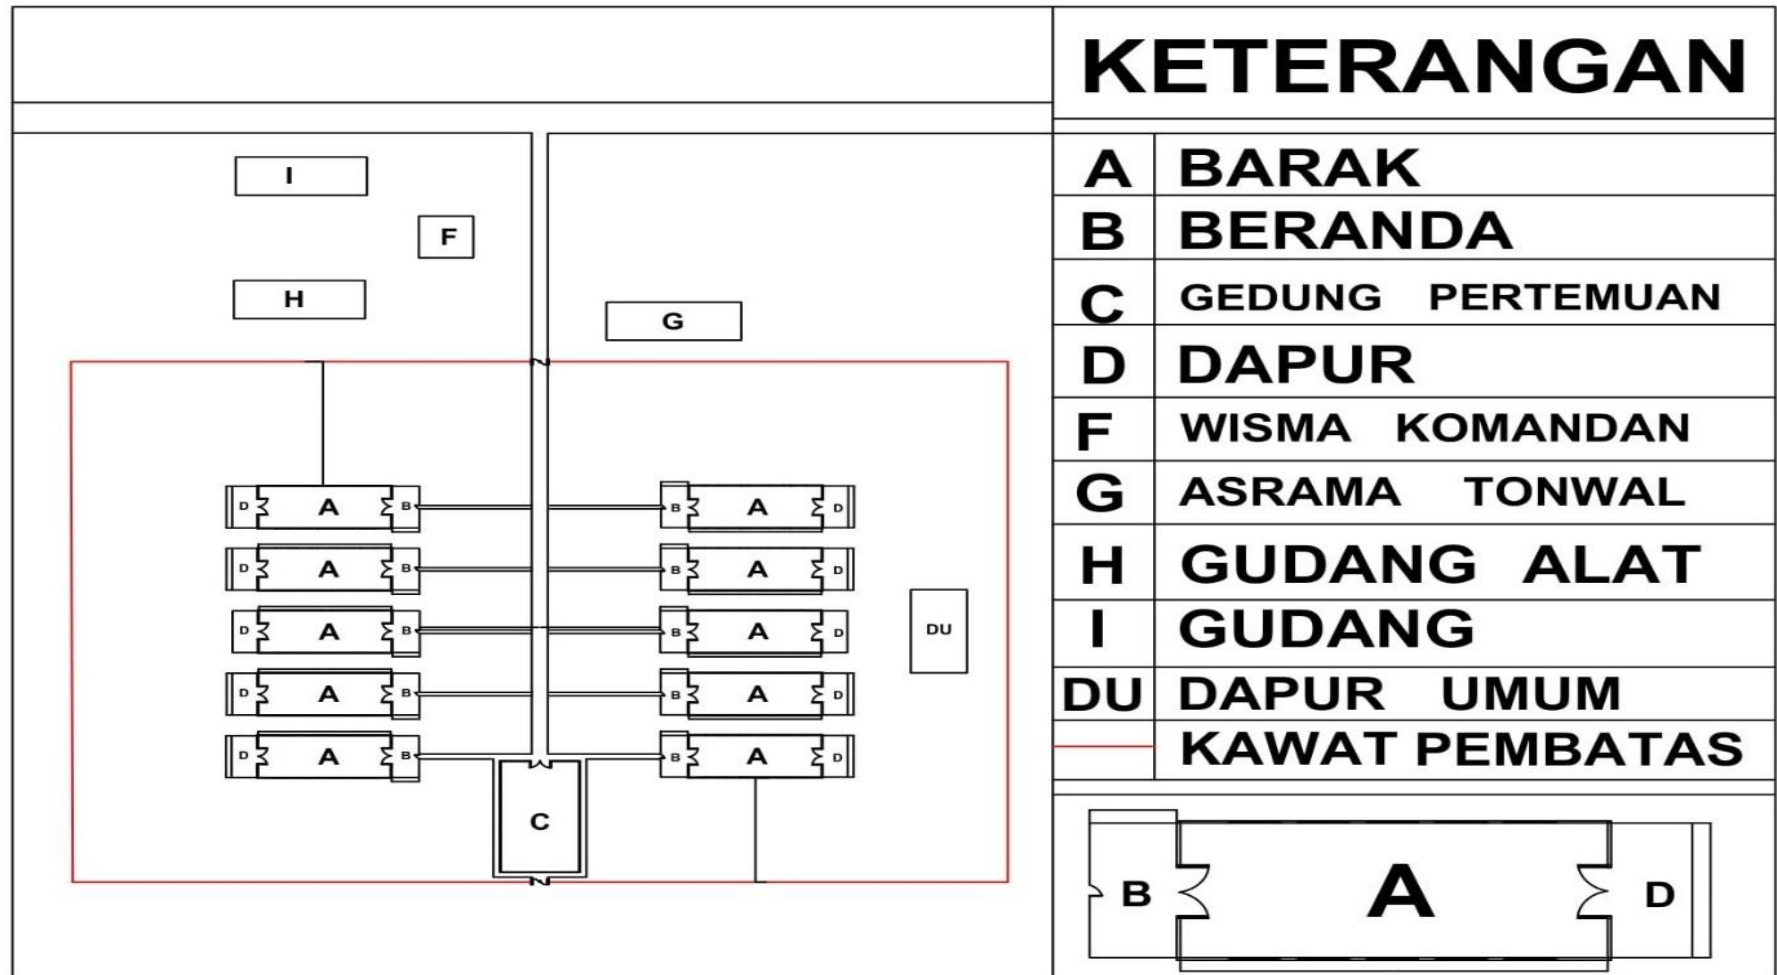 KETERANGAN
A BARAK
B BERANDA
C GEDUNG PERTEMUAN
D DAPUR
F WISMA KOMANDAN
G ASRAMA TONWAL
H GUDANG ALAT
I GUDANG
DU DAPUR UMUM
KAWAT PEMBATAS
B A D
I
F
H
G
D A B B A D
D A B B A D
D A B B A D
DU
D A B B A D
D A B B A D
C